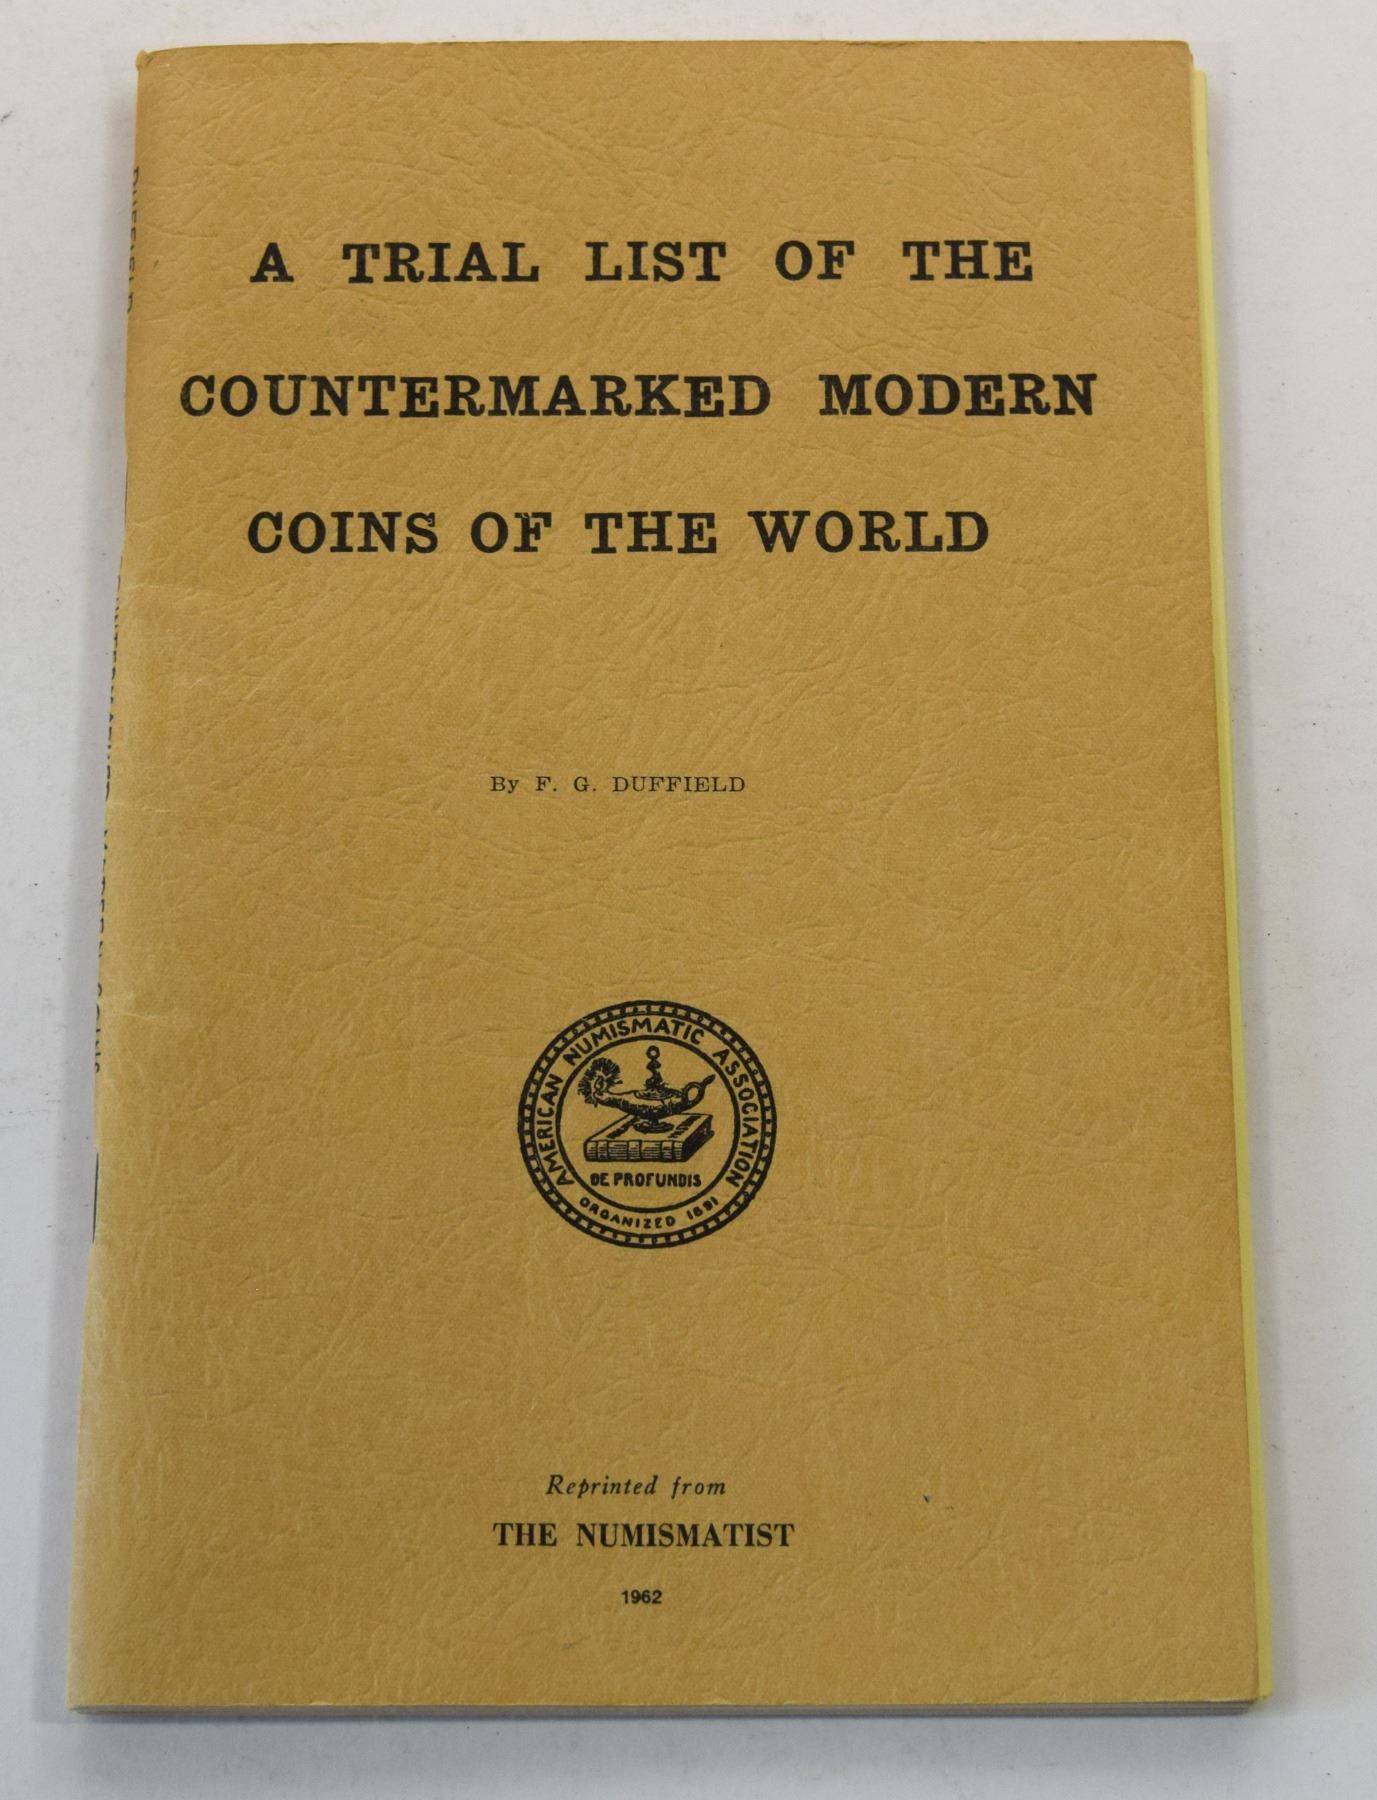 A TRIAL LIST OF THE
COUNTERMARKED MODERN
COINS OF THE WORLD
By F. G. DUFFIELD
AMERICAN NUMISMATIC ASSOCIATION
DE PROFUNDIS
ORGANIZED 1891
Reprinted from
THE NUMISMATIST
1962
DUFFIELD